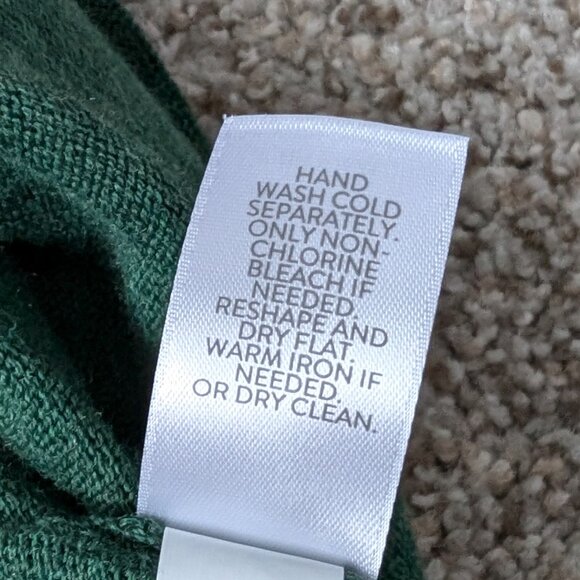 HAND
WASH COLD
SEPARATELY.
ONLY NON-
CHLORINE
BLEACH IF
NEEDED.
RESHAPE AND
DRY FLAT.
WARM IRON IF
NEEDED.
OR DRY CLEAN.